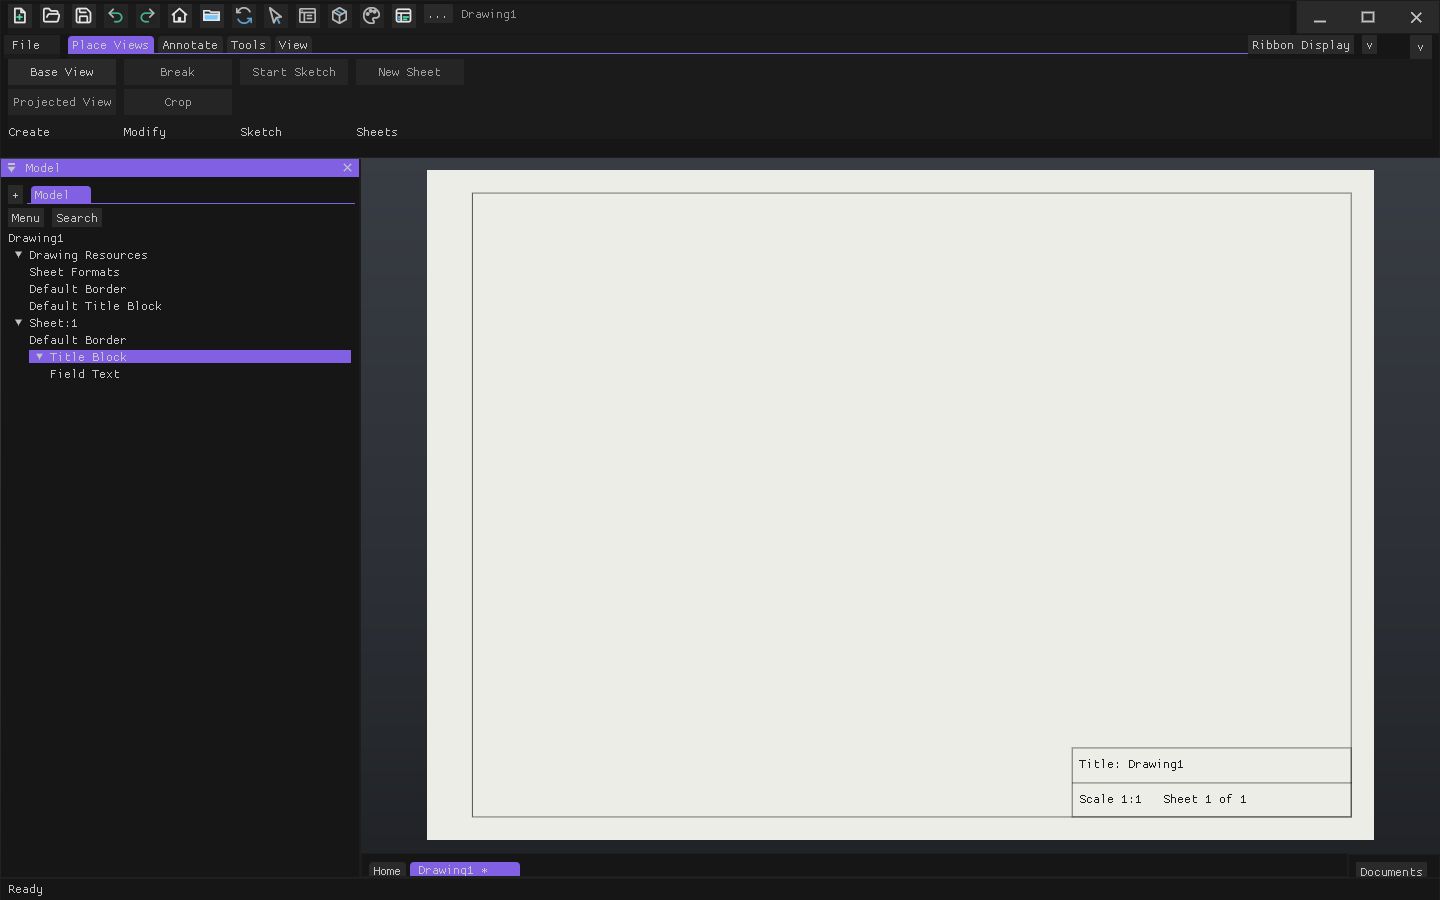 ... Drawing1
File Place Views Annotate Tools View Ribbon Display v v
Base View Break Start Sketch New Sheet
Projected View Crop
Create Modify Sketch Sheets
Model
+ Model
Menu Search
Drawing1
Drawing Resources
Sheet Formats
Default Border
Default Title Block
Sheet:1
Default Border
Title Block
Field Text
Title: Drawing1
Scale 1:1 Sheet 1 of 1
Home Drawing1 * Documents
Ready